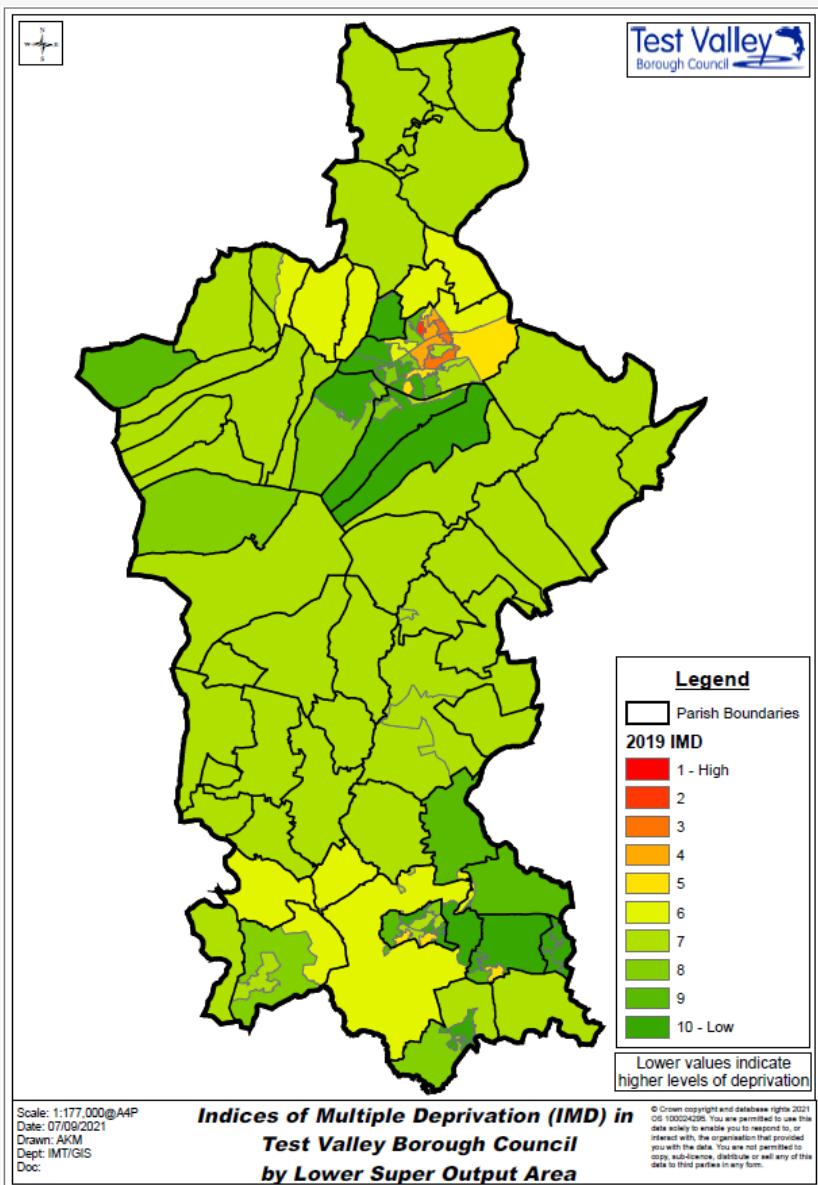 N
W E
S
Test Valley
Borough Council
Legend
Parish Boundaries
2019 IMD
1 - High
2
3
4
5
6
7
8
9
10 - Low
Lower values indicate
higher levels of deprivation
Scale: 1:177,000@A4P
Date: 07/09/2021
Drawn: AKM
Dept: IMT/GIS
Doc:
Indices of Multiple Deprivation (IMD) in
Test Valley Borough Council
by Lower Super Output Area
© Crown copyright and database rights 2021
OS 100024295. You are permitted to use this
data solely to enable you to respond to, or
interact with, the organisation that provided
you with the data. You are not permitted to
copy, sub-licence, distribute or sell any of this
data to third parties in any form.